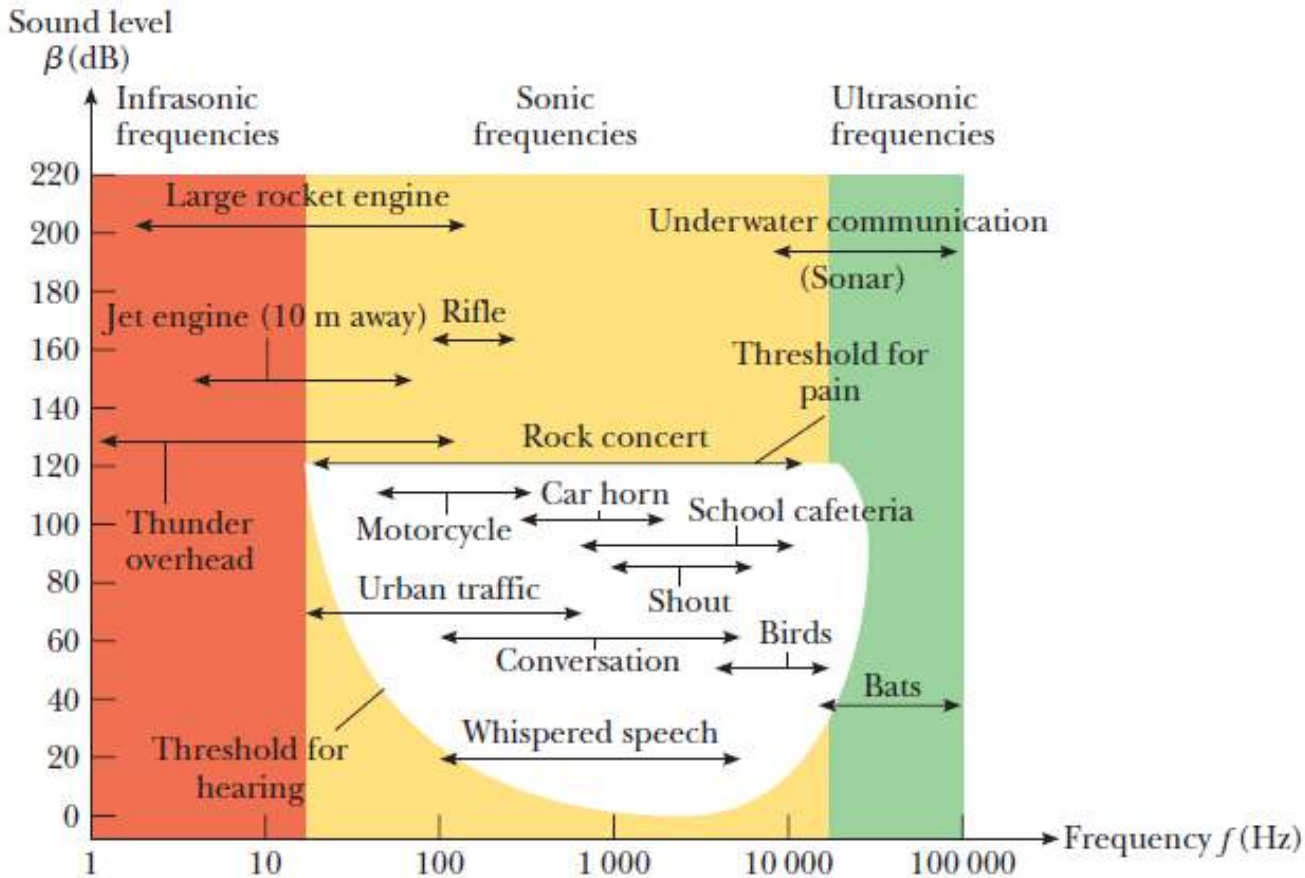 Sound level
β (dB)
Infrasonic
frequencies
Sonic
frequencies
Ultrasonic
frequencies
220
Large rocket engine
200
Underwater communication
(Sonar)
180
Jet engine (10 m away)
Rifle
160
Threshold for
pain
140
Rock concert
120
Car horn
100
Thunder
overhead
Motorcycle
School cafeteria
80
Urban traffic
Shout
60
Conversation
Birds
40
Bats
Whispered speech
20
Threshold for
hearing
0
1
10
100
1 000
10 000
100 000
Frequency f (Hz)